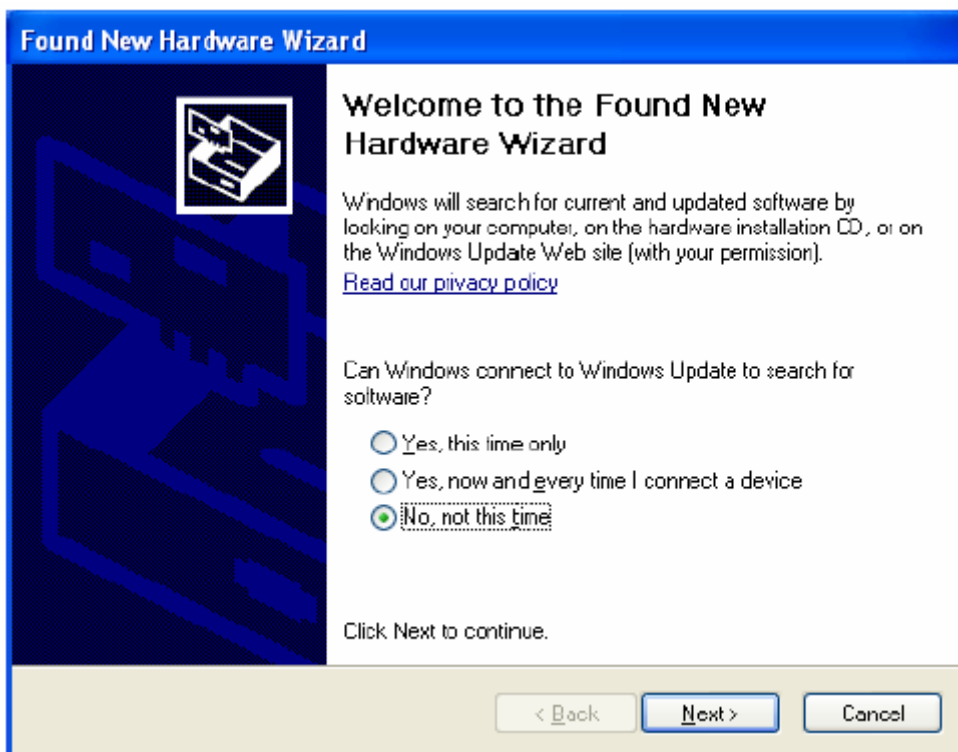 Found New Hardware Wizard
Welcome to the Found New
Hardware Wizard
Windows will search for current and updated software by
looking on your computer, on the hardware installation CD, or on
the Windows Update Web site (with your permission).
Read our privacy policy
Can Windows connect to Windows Update to search for
software?
Yes, this time only
Yes, now and every time I connect a device
No, not this time
Click Next to continue.
< Back Next > Cancel